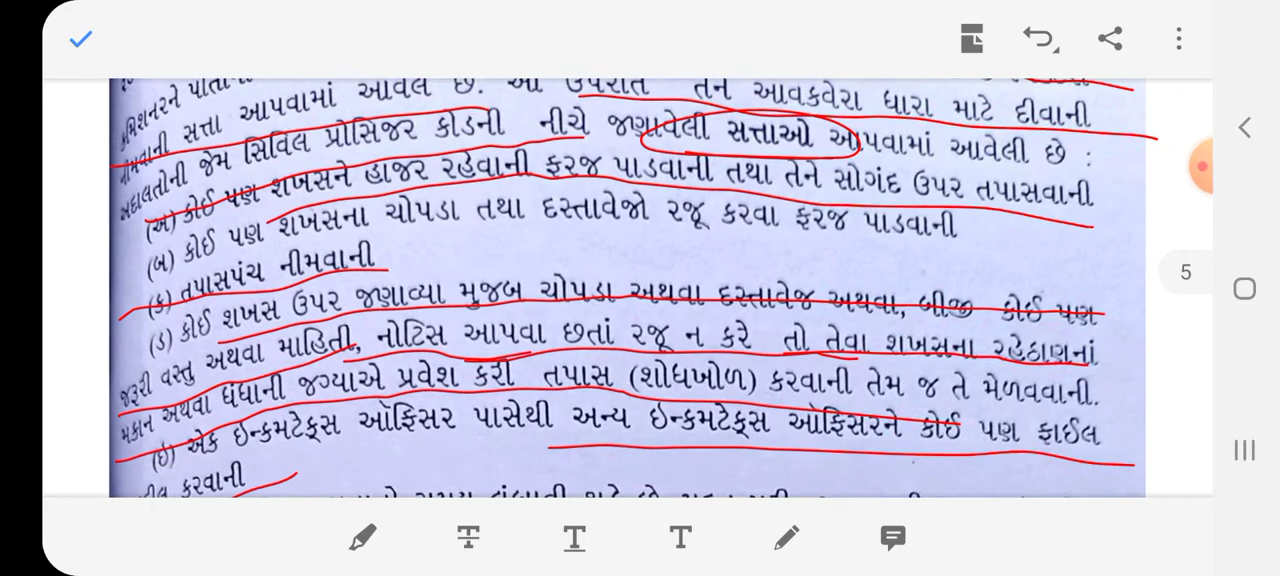 કમિશનરને
સત્તા આપવામાં આવેલ છે. આ ઉપરાંત તેને આવકવેરા ધારા માટે દીવાની
અદાલતોની જેમ સિવિલ પ્રોસિજર કોડની નીચે જણાવેલી સત્તાઓ આપવામાં આવેલી છે :
(અ) કોઈ પણ શખસને હાજર રહેવાની ફરજ પાડવાની તથા તેને સોગંદ ઉપર તપાસવાની
(બ) કોઈ પણ શખસના ચોપડા તથા દસ્તાવેજો રજૂ કરવા ફરજ પાડવાની
(ક) તપાસપંચ નીમવાની
(ડ) કોઈ શખસ ઉપર જણાવ્યા મુજબ ચોપડા અથવા દસ્તાવેજ અથવા, બીજી કોઈ પણ
જરૂરી વસ્તુ અથવા માહિતી, નોટિસ આપવા છતાં રજૂ ન કરે તો તેવા શખસના રહેઠાણનાં
મકાન અથવા ધંધાની જગ્યાએ પ્રવેશ કરી તપાસ (શોધખોળ) કરવાની તેમ જ તે મેળવવાની.
(ઇ) એક ઇન્કમટેક્સ ઑફિસર પાસેથી અન્ય ઇન્કમટેક્સ ઑફિસરને કોઈ પણ ફાઈલ
કરવાની
5